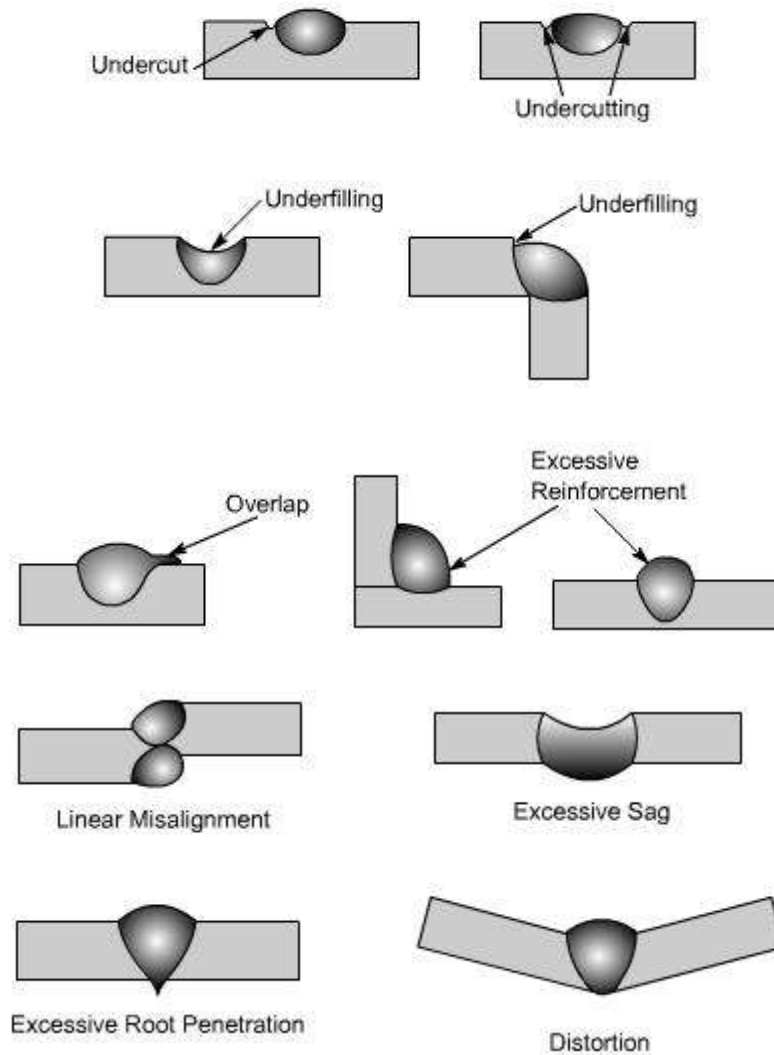 Undercut
Undercutting
Underfilling
Underfilling
Overlap
Excessive
Reinforcement
Linear Misalignment
Excessive Sag
Excessive Root Penetration
Distortion